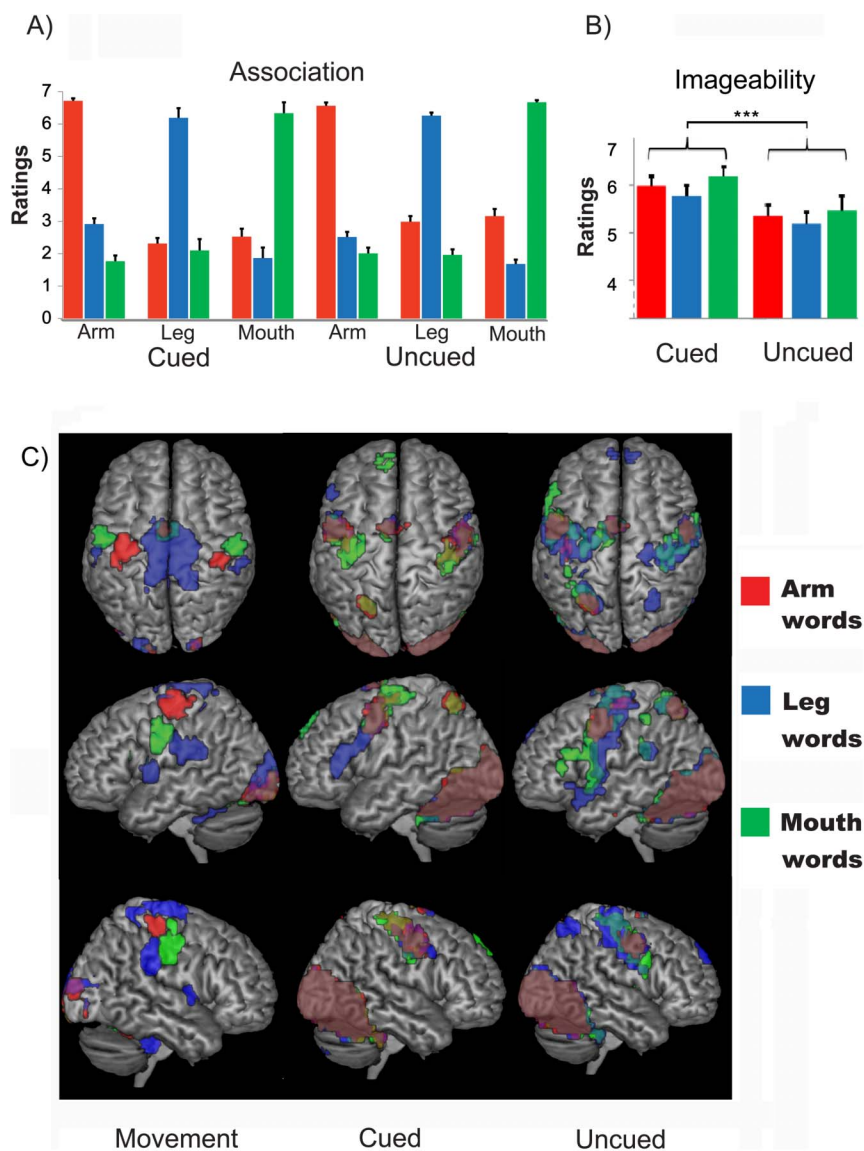 A)
Association
7
6
5
4
3
2
1
0
Ratings
Arm Leg Mouth Arm Leg Mouth
Cued Uncued
B)
Imageability
***
7
6
5
4
Ratings
Cued Uncued
C)
Arm
words
Leg
words
Mouth
words
Movement Cued Uncued